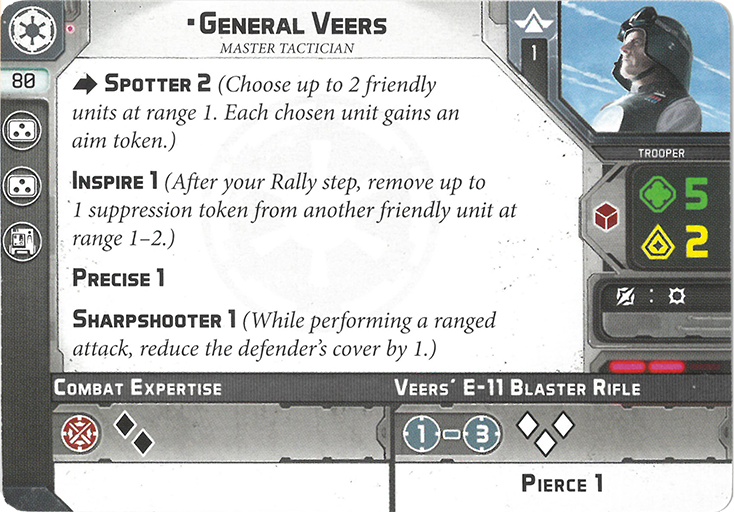 ▪General Veers
Master Tactician
1
80
Spotter 2 (Choose up to 2 friendly
units at range 1. Each chosen unit gains an
aim token.)
Inspire 1 (After your Rally step, remove up to
1 suppression token from another friendly unit at
range 1–2.)
Precise 1
Sharpshooter 1 (While performing a ranged
attack, reduce the defender's cover by 1.)
Trooper
5
2
:
Combat Expertise
Veers' E-11 Blaster Rifle
1 - 3
Pierce 1